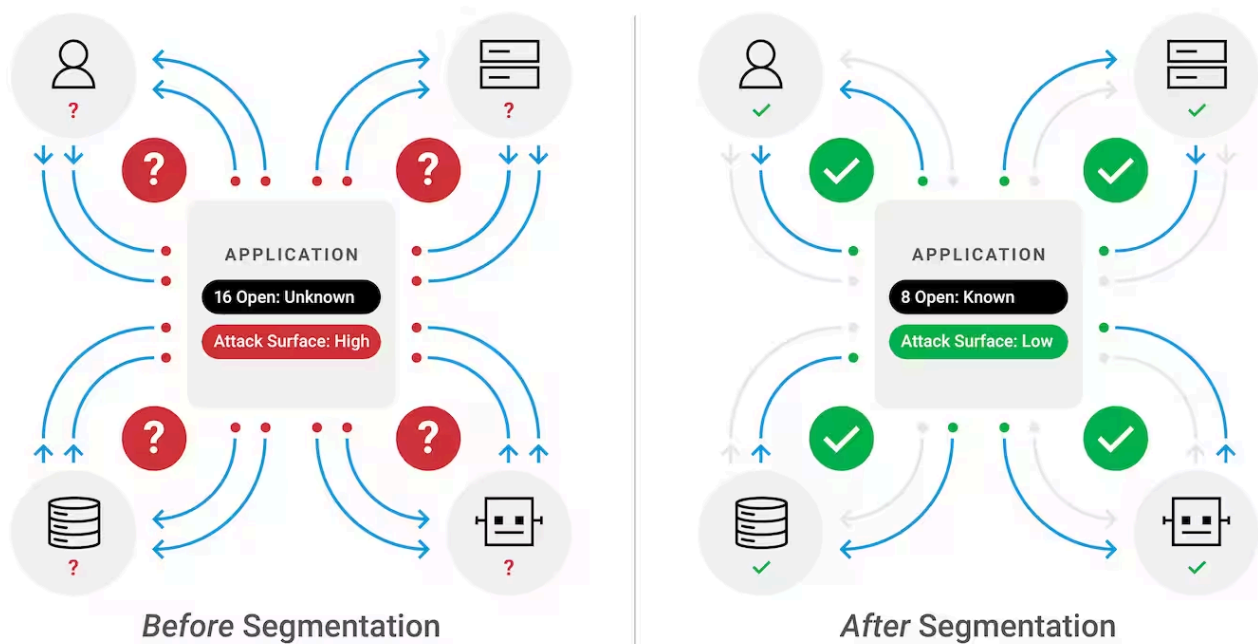 ?
?
?
?
APPLICATION
16 Open: Unknown
Attack Surface: High
?
?
?
?
Before Segmentation
APPLICATION
8 Open: Known
Attack Surface: Low
After Segmentation